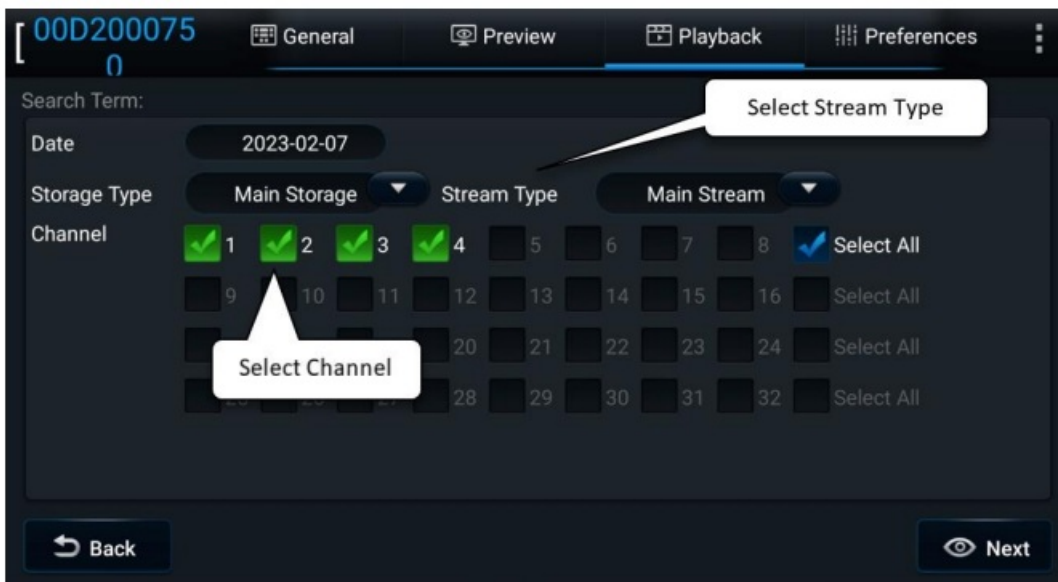 00D200075
0
General
Preview
Playback
Preferences
Search Term:
Select Stream Type
Date 2023-02-07
Storage Type Main Storage Stream Type Main Stream
Channel 1 2 3 4 5 6 7 8 Select All
9 10 11 12 13 14 15 16 Select All
20 21 22 23 24 Select All
Select Channel
28 29 30 31 32 Select All
Back
Next